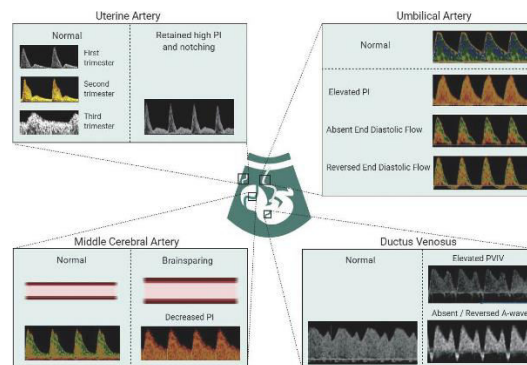 Uterine Artery
Normal
First
trimester
Second
trimester
Third
trimester
Retained high PI
and notching
Umbilical Artery
Normal
Elevated PI
Absent End Diastolic Flow
Reversed End Diastolic Flow
Middle Cerebral Artery
Normal
Brainsparing
Decreased PI
Ductus Venosus
Normal
Elevated PVIV
Absent / Reversed A-wave